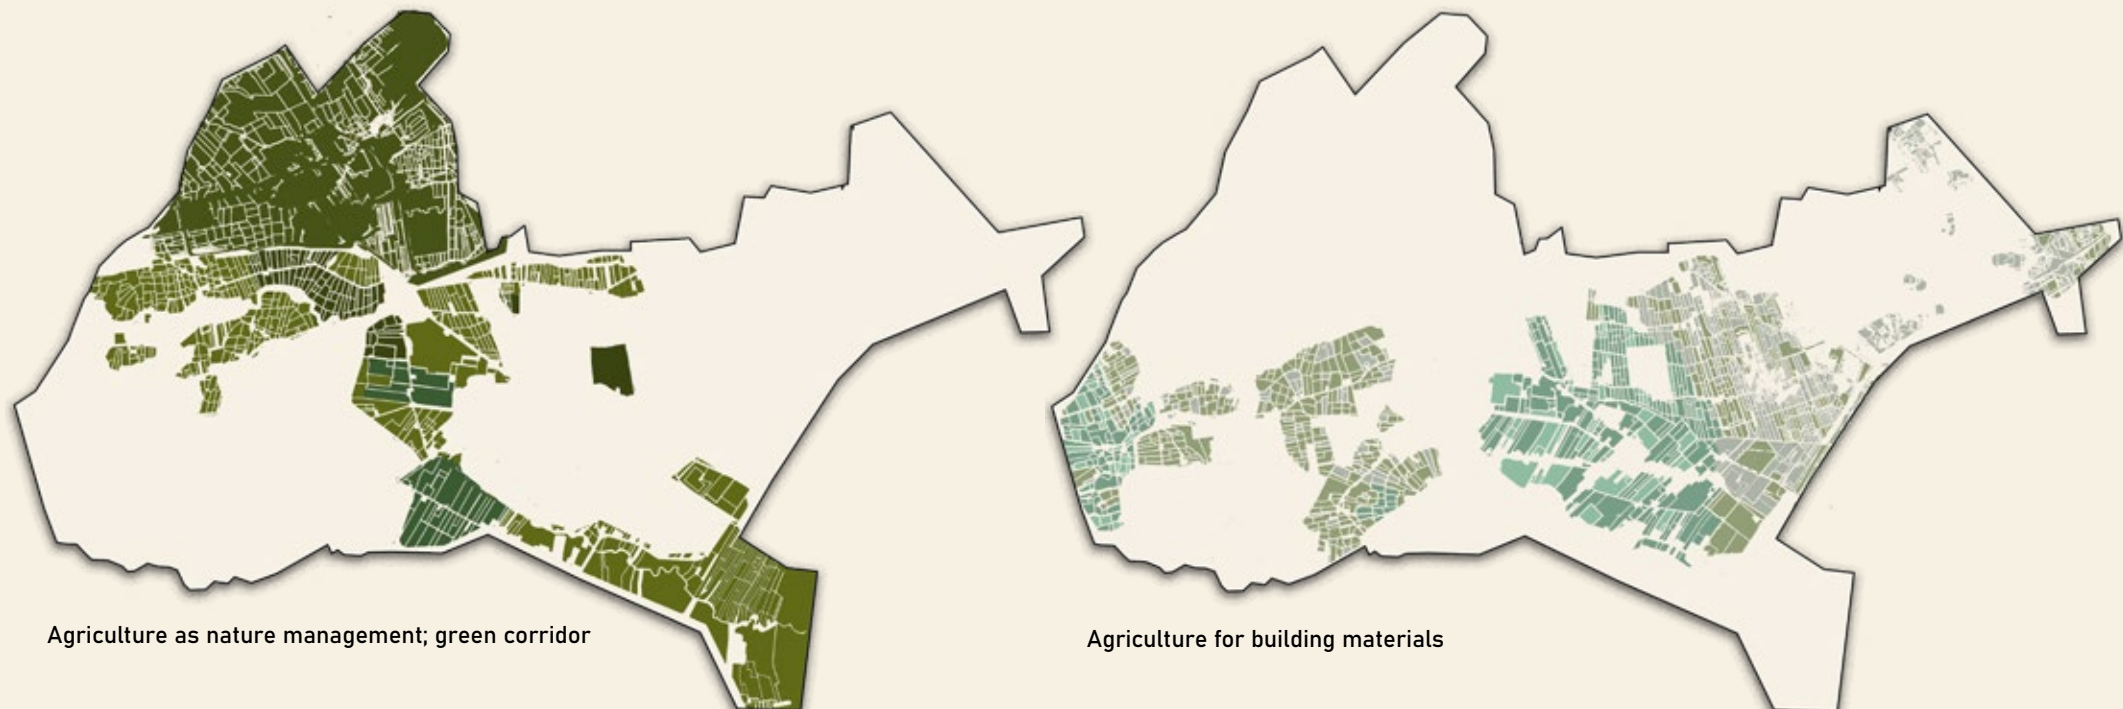 Agriculture as nature management; green corridor
Agriculture for building materials